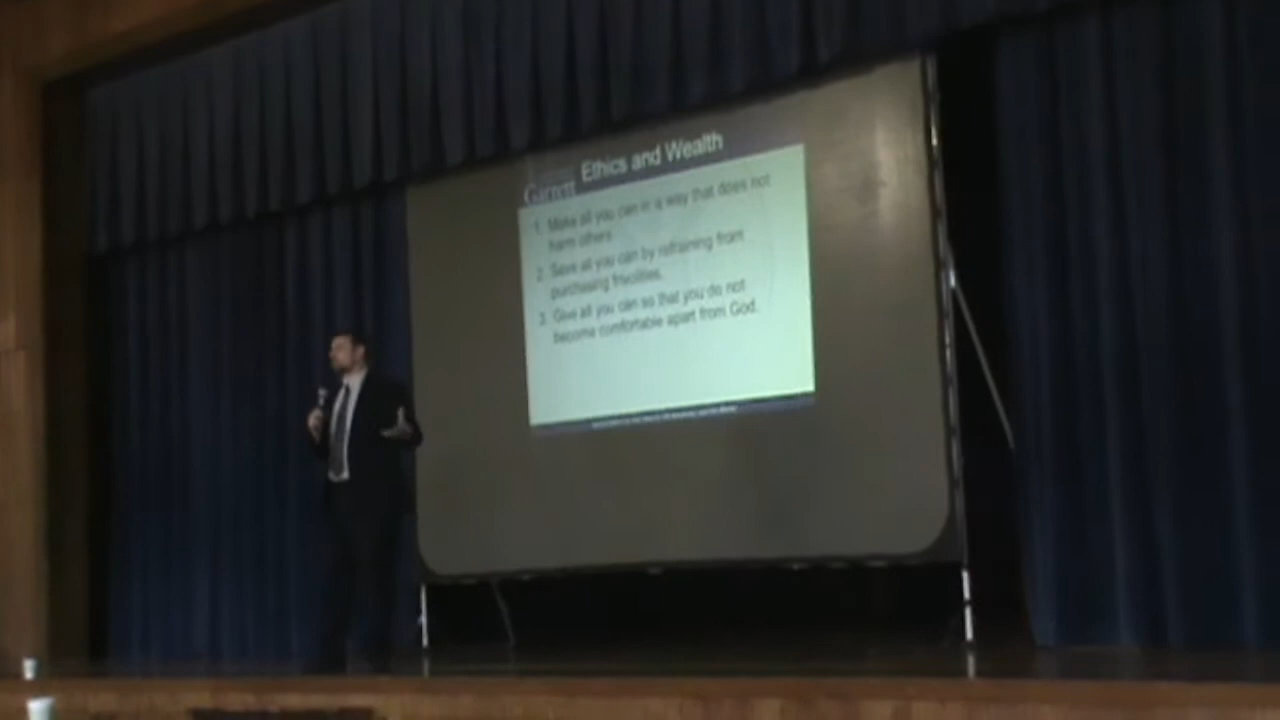 Garrett
Ethics and Wealth
1. Make all you can in a way that does not
harm others
2. Save all you can by refraining from
purchasing frivolities.
3. Give all you can so that you do not
become comfortable apart from God.